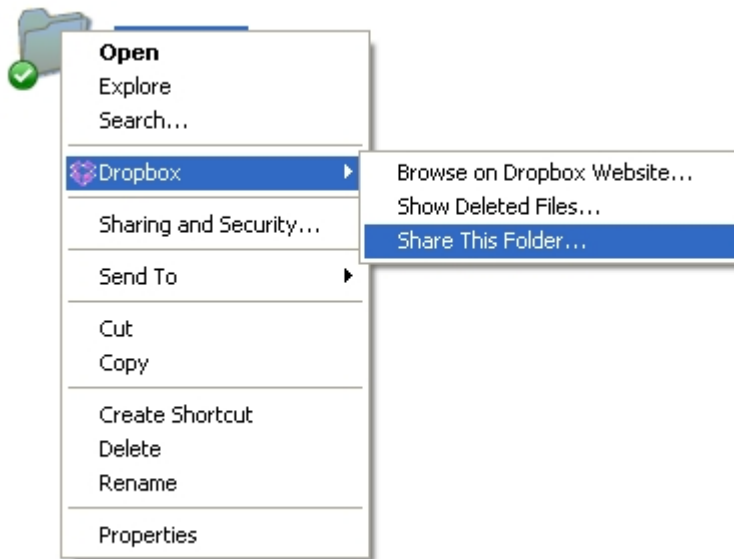 Open
Explore
Search...
Dropbox
Browse on Dropbox Website...
Show Deleted Files...
Share This Folder...
Sharing and Security...
Send To
Cut
Copy
Create Shortcut
Delete
Rename
Properties